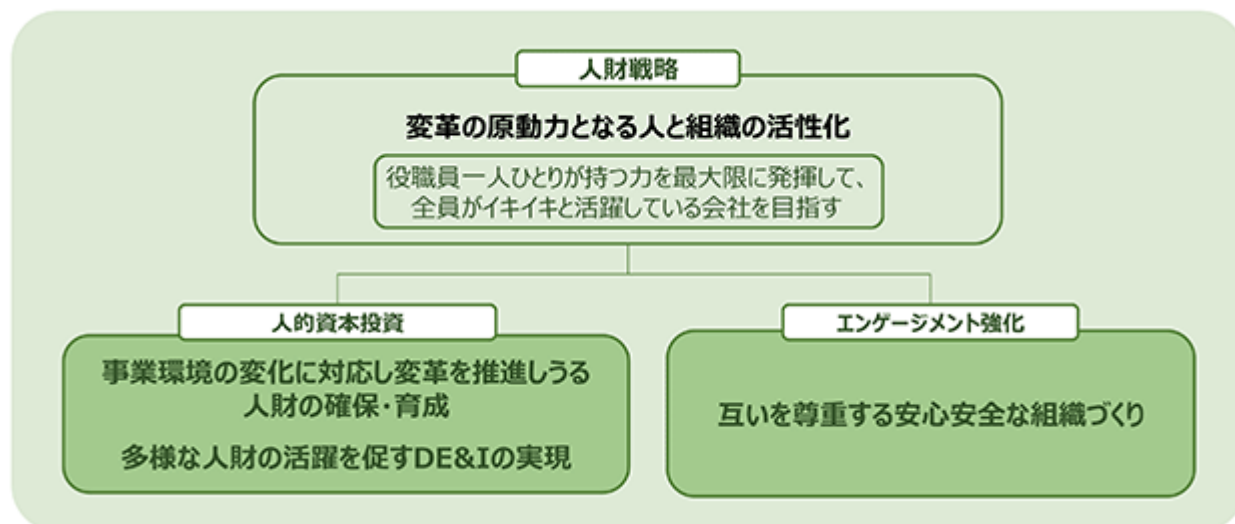 人財戦略
変革の原動力となる人と組織の活性化
役職員一人ひとりが持つ力を最大限に発揮して、
全員がイキイキと活躍している会社を目指す
人的資本投資
事業環境の変化に対応し変革を推進しうる
人財の確保・育成
多様な人財の活躍を促すDE&Iの実現
エンゲージメント強化
互いを尊重する安心安全な組織づくり